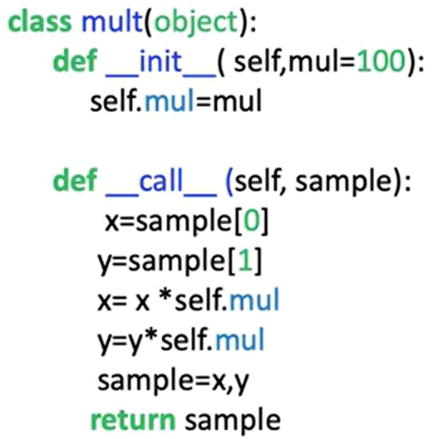 class mult(object):
def __init__( self,mul=100):
self.mul=mul
def __call__ (self, sample):
x=sample[0]
y=sample[1]
x= x *self.mul
y=y*self.mul
sample=x,y
return sample